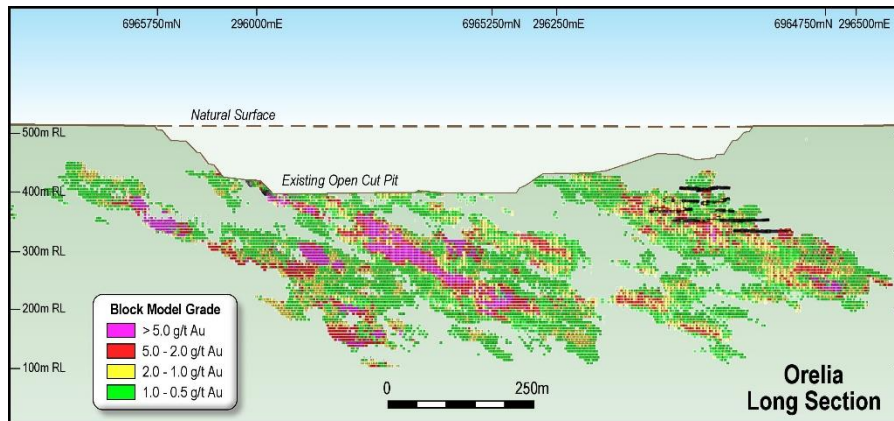 6965750mN 296000mE 6965250mN 296250mE 6964750mN 296500mE
Natural Surface
500m RL
Existing Open Cut Pit
400m RL
300m RL
200m RL
100m RL
Block Model Grade
> 5.0 g/t Au
5.0 - 2.0 g/t Au
2.0 - 1.0 g/t Au
1.0 - 0.5 g/t Au
0 250m
Orelia
Long Section